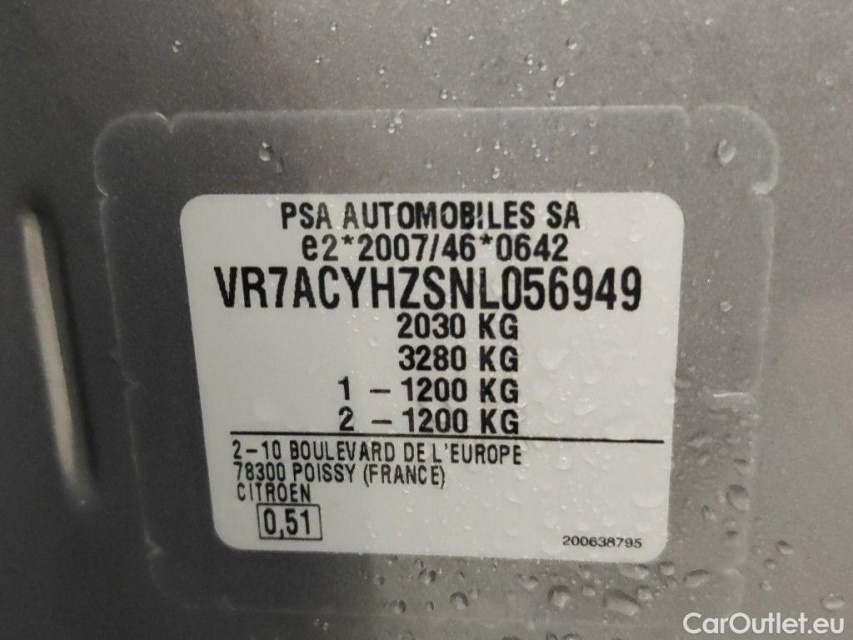 PSA AUTOMOBILES SA
e2*2007/46*0642
VR7ACYHZSNL056949
2030 KG
3280 KG
1 - 1200 KG
2 - 1200 KG
2-10 BOULEVARD DE L'EUROPE
78300 POISSY (FRANCE)
CITROEN
0,51
200638795
CarOutlet.eu